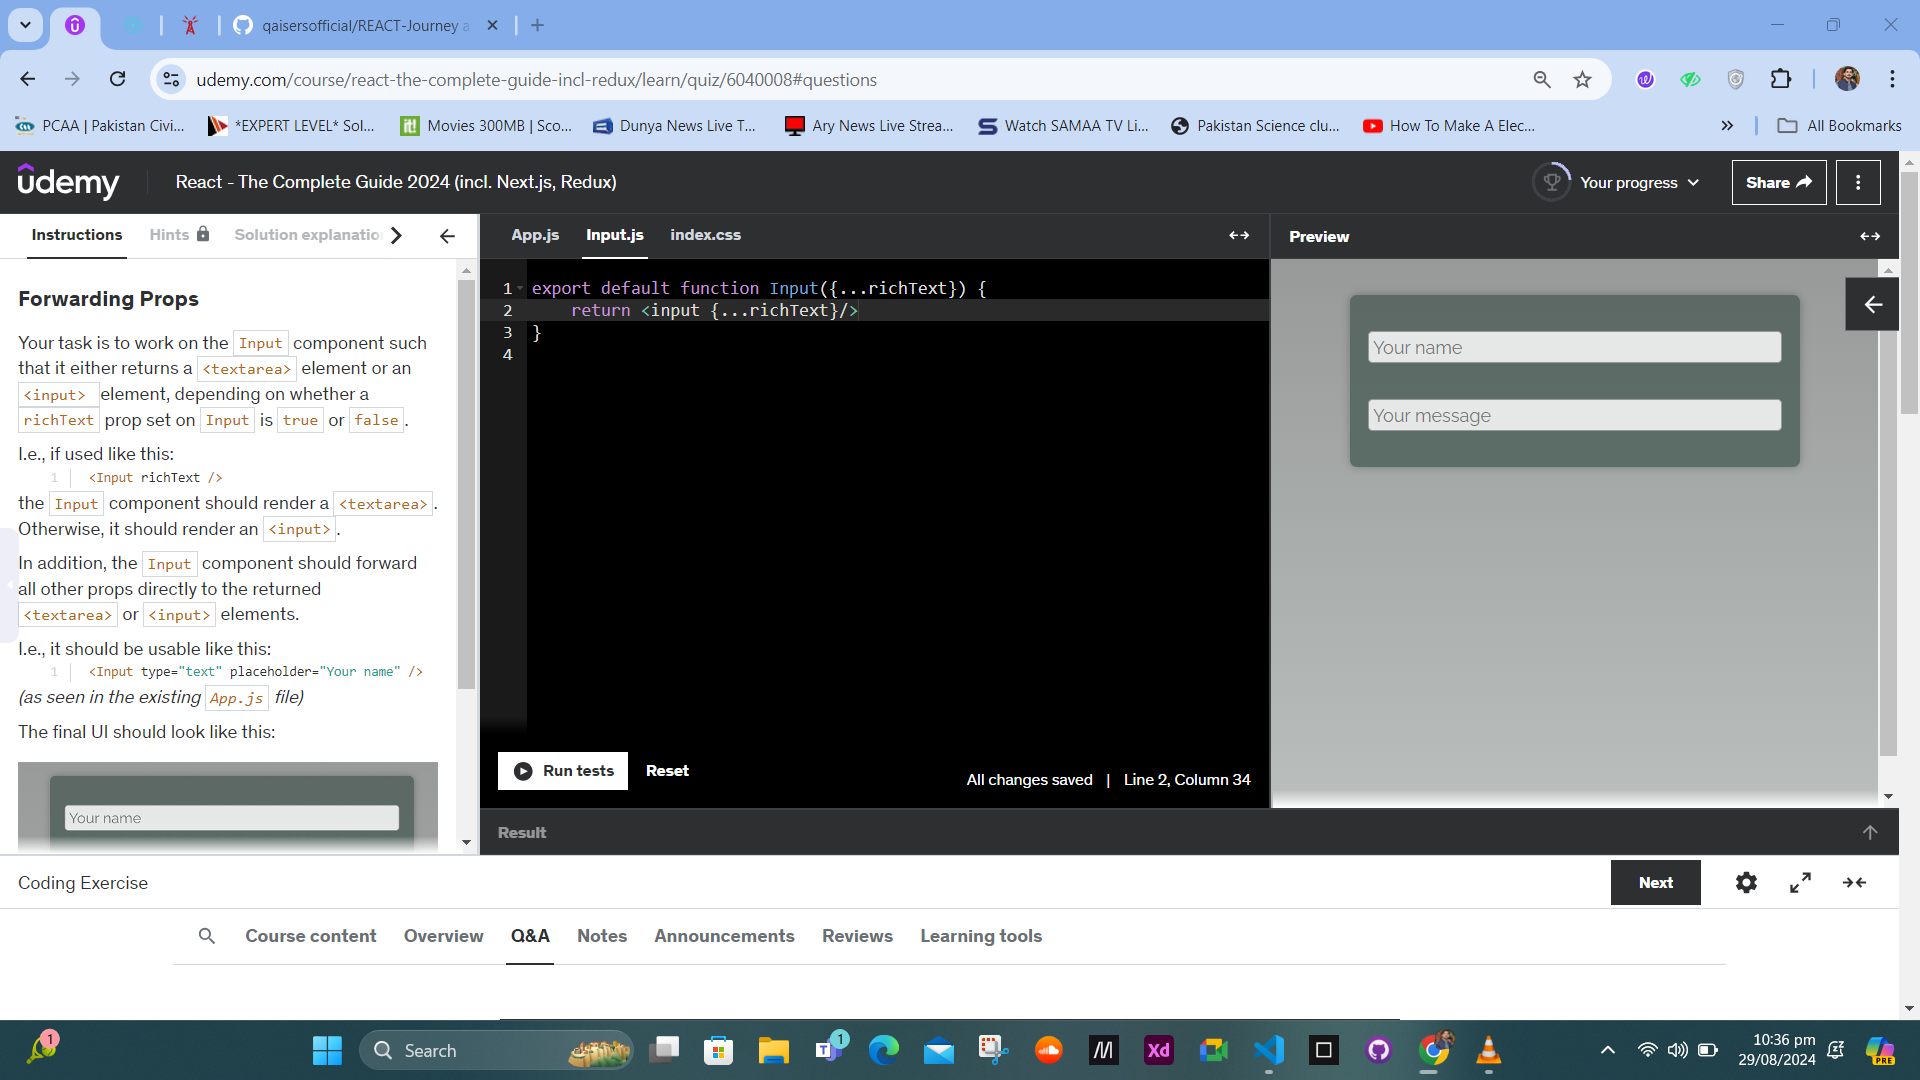 qaisersofficial/REACT-Journey a
udemy.com/course/react-the-complete-guide-incl-redux/learn/quiz/6040008#questions
PCAA | Pakistan Civi...
*EXPERT LEVEL* Sol...
Movies 300MB | Sco...
Dunya News Live T...
Ary News Live Strea...
Watch SAMAA TV Li...
Pakistan Science clu...
How To Make A Elec...
All Bookmarks
udemy
React - The Complete Guide 2024 (incl. Next.js, Redux)
Your progress
Share
Instructions
Hints
Solution explanation
App.js
Input.js
index.css
Preview
Forwarding Props
Your task is to work on the Input component such
that it either returns a <textarea> element or an
<input> element, depending on whether a
richText prop set on Input is true or false.
I.e., if used like this:
1 <Input richText />
the Input component should render a <textarea>.
Otherwise, it should render an <input>.
In addition, the Input component should forward
all other props directly to the returned
<textarea> or <input> elements.
I.e., it should be usable like this:
1 <Input type="text" placeholder="Your name" />
(as seen in the existing App.js file)
The final UI should look like this:
Your name
1 export default function Input({...richText}) {
2 return <input {...richText}/>
3 }
4
Run tests
Reset
All changes saved | Line 2, Column 34
Your name
Your message
Result
Coding Exercise
Next
Course content
Overview
Q&A
Notes
Announcements
Reviews
Learning tools
1
Search
1
Xd
10:36 pm
29/08/2024
PRE